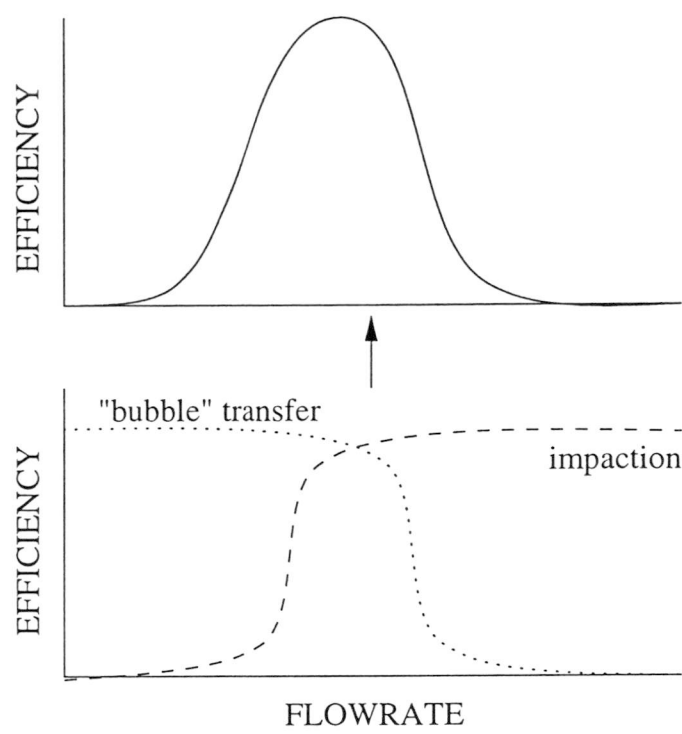 EFFICIENCY
"bubble" transfer
impaction
EFFICIENCY
FLOWRATE